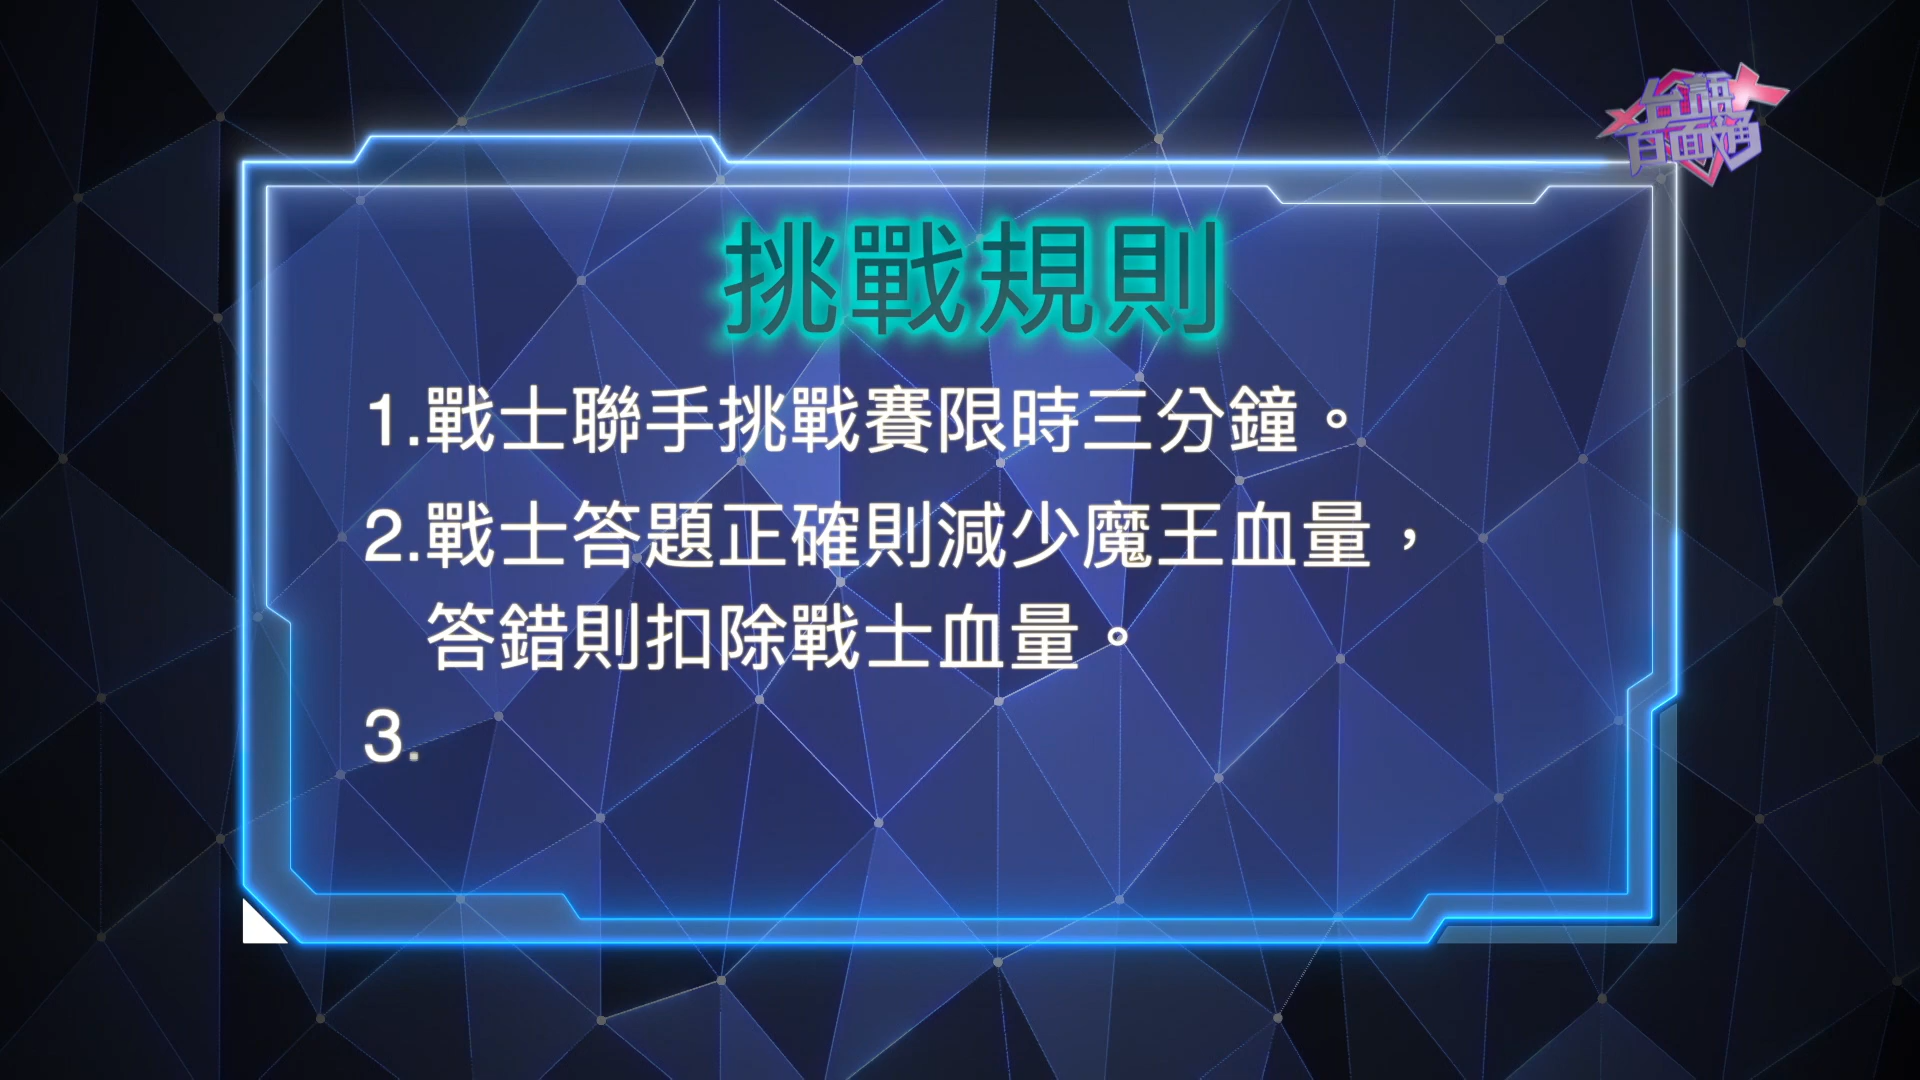 台語
百面通
挑戰規則
1.戰士聯手挑戰賽限時三分鐘。
2.戰士答題正確則減少魔王血量，
答錯則扣除戰士血量。
3.